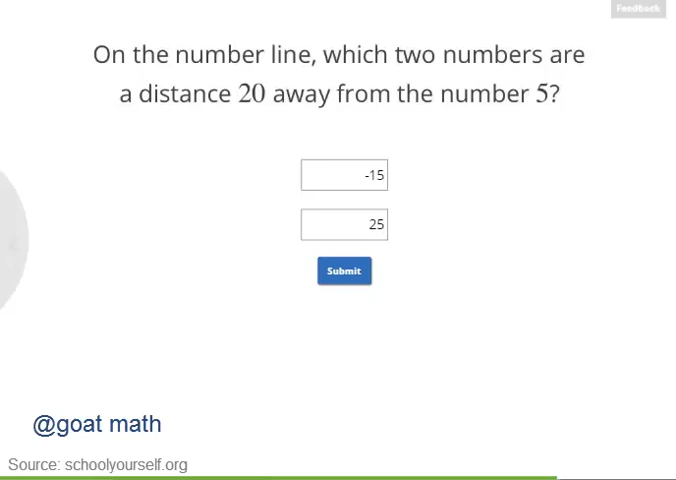 Feedback
On the number line, which two numbers are
a distance 20 away from the number 5?
-15
25
Submit
@goat math
Source: schoolyourself.org